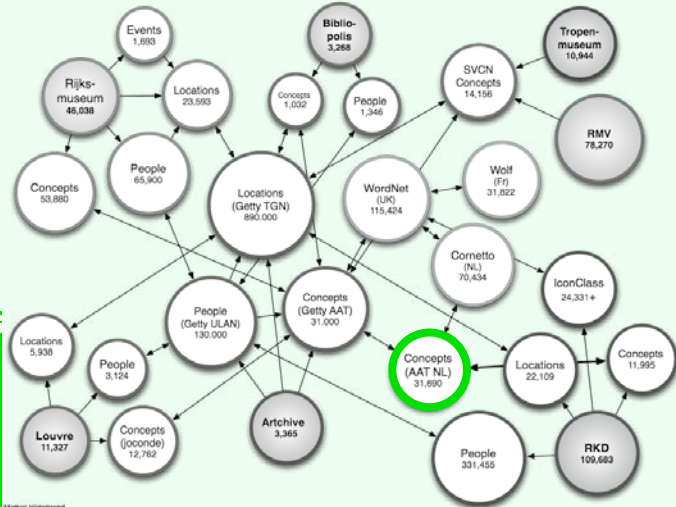 Events
1,693
Biblio-
polis
3,268
Tropen-
museum
10,944
Rijks-
museum
46,038
Locations
23,593
Concepts
1,032
People
1,346
SVCN
Concepts
14,156
RMV
78,270
Concepts
53,880
People
65,900
Locations
(Getty TGN)
890.000
WordNet
(UK)
115,424
Wolf
(Fr)
31,822
Cornetto
(NL)
70,434
IconClass
24,331+
People
(Getty ULAN)
130.000
Concepts
(Getty AAT)
31.000
Locations
5,938
People
3,124
Concepts
(AAT NL)
31,690
Locations
22,109
Concepts
11,995
Louvre
11,327
Concepts
(joconde)
12,762
Artchive
3,365
People
331,455
RKD
109,683